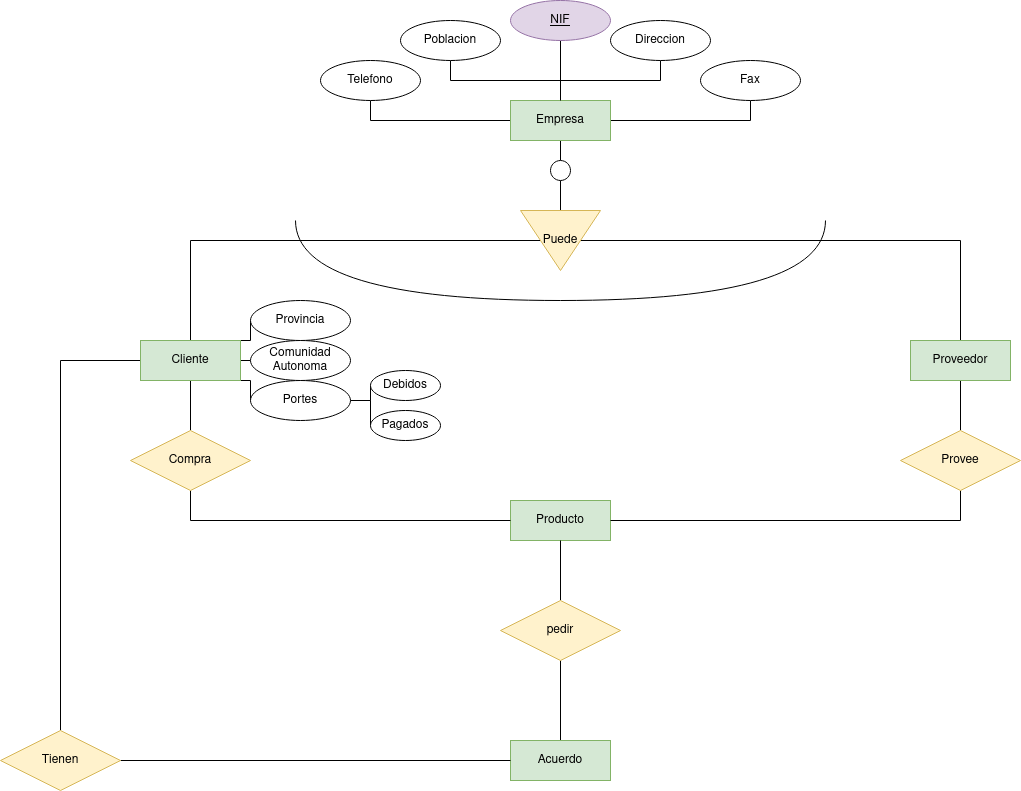 NIF
Poblacion
Direccion
Telefono
Fax
Empresa
Puede
Provincia
Cliente
Comunidad
Autonoma
Proveedor
Portes
Debidos
Pagados
Compra
Provee
Producto
pedir
Tienen
Acuerdo